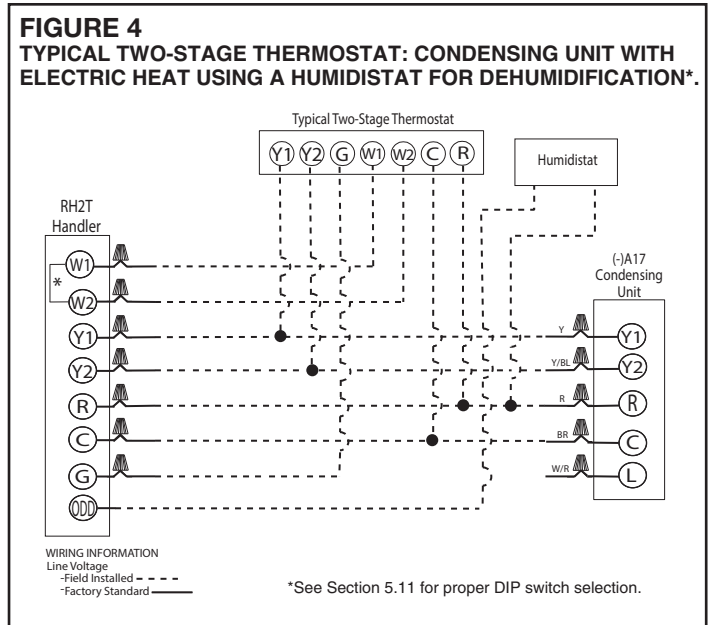 FIGURE 4
TYPICAL TWO-STAGE THERMOSTAT: CONDENSING UNIT WITH
ELECTRIC HEAT USING A HUMIDISTAT FOR DEHUMIDIFICATION*.
Typical Two-Stage Thermostat
Y1 Y2 G W1 W2 C R
Humidistat
RH2T
Handler
(-)A17
Condensing
Unit
W1
*
W2
Y1
Y
Y1
Y2
Y/BL
Y2
R
R
R
C
BR
C
G
W/R
L
ODD
WIRING INFORMATION
Line Voltage
-Field Installed
-Factory Standard
*See Section 5.11 for proper DIP switch selection.